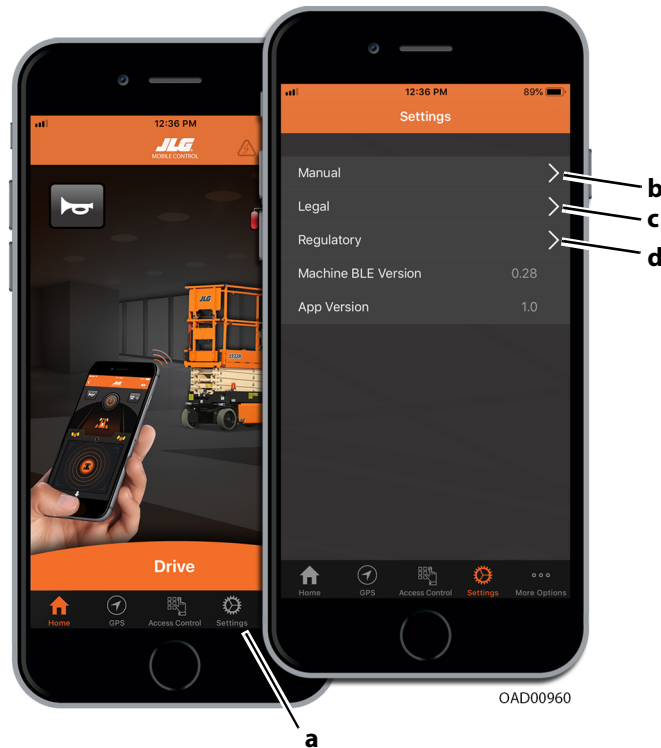 12:36 PM
JLG
MOBILE CONTROL
JLG
Drive
Home GPS Access Control Settings
a
12:36 PM 89%
Settings
Manual
b
Legal
c
Regulatory
d
Machine BLE Version 0.28
App Version 1.0
Home GPS Access Control Settings More Options
OAD00960